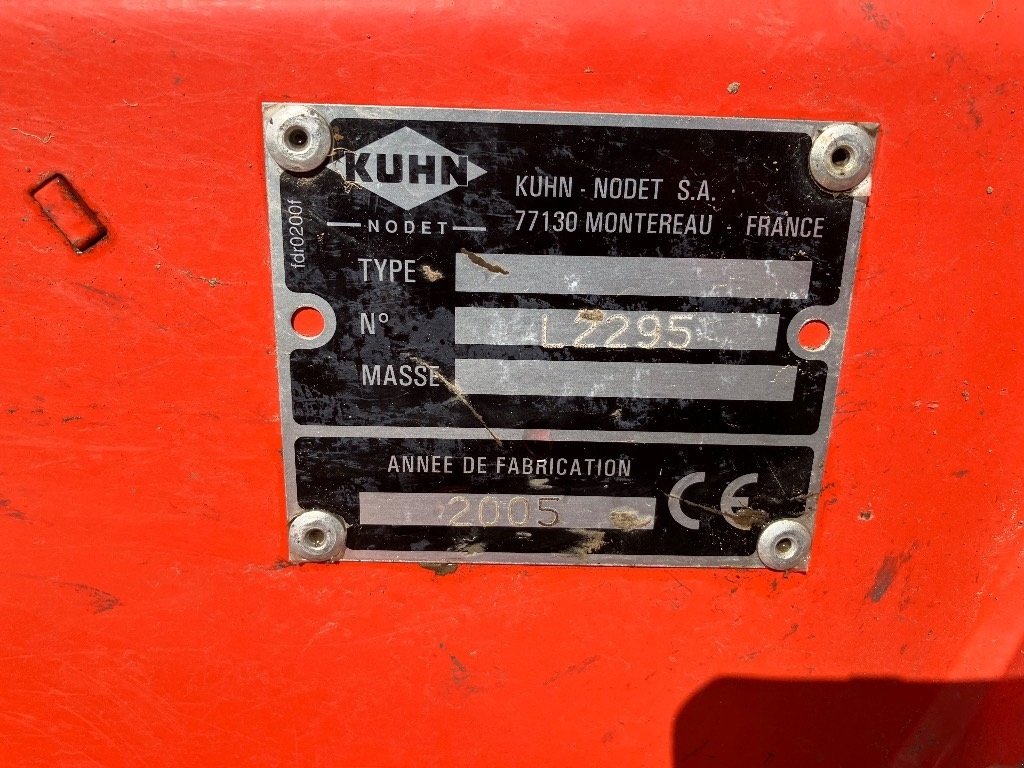 KUHN
NODET
KUHN - NODET S.A.
77130 MONTEREAU - FRANCE
fdr0200f
TYPE
N° LZ295
MASSE
ANNEE DE FABRICATION
2005 CE